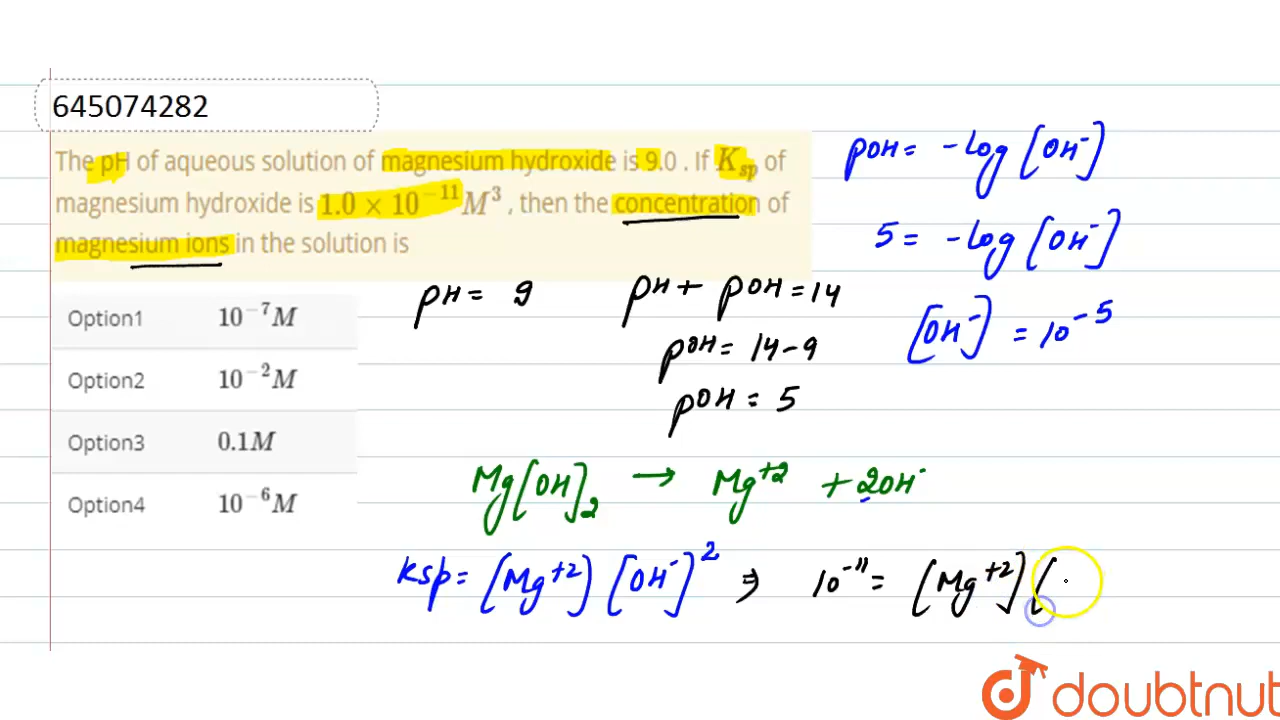 645074282
The pH of aqueous solution of magnesium hydroxide is 9.0 . If K_sp of
magnesium hydroxide is 1.0 × 10^-11 M^3 , then the concentration of
magnesium ions in the solution is
Option1 10^-7 M
Option2 10^-2 M
Option3 0.1M
Option4 10^-6 M
pH = 9
pH + pOH = 14
pOH = 14 - 9
pOH = 5
pOH = -log [OH^-]
5 = -log [OH^-]
[OH^-] = 10^-5
Mg[OH]_2 → Mg^+2 + 2OH^-
Ksp = [Mg^+2) [OH^-]^2 ⇒ 10^-11 = [Mg^+2] [
doubtnut